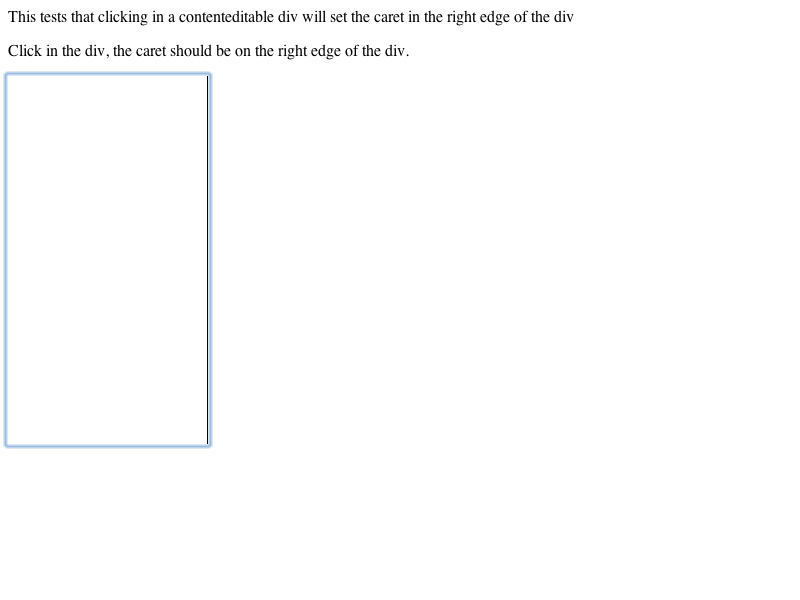 This tests that clicking in a contenteditable div will set the caret in the right edge of the div
Click in the div, the caret should be on the right edge of the div.